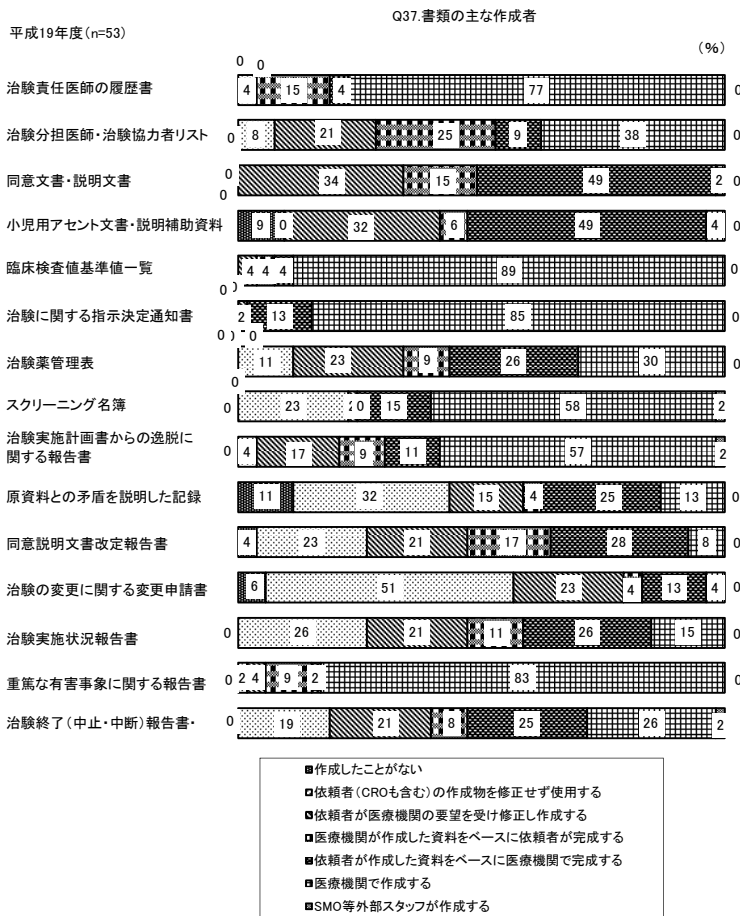 Q37.書類の主な作成者
平成19年度(n=53)
(%)
0 0
治験責任医師の履歴書 4 15 4 77 0
治験分担医師・治験協力者リスト 0 8 21 25 9 38 0
同意文書・説明文書 0 0 34 15 49 2 0
小児用アセント文書・説明補助資料 9 0 32 6 49 4 0
臨床検査値基準値一覧 0 0 4 4 4 89 0
治験に関する指示決定通知書 2 13 85 0
0 0 0
治験薬管理表 0 11 23 9 26 30 0
スクリーニング名簿 0 23 2 0 15 58 2
治験実施計画書からの逸脱に
関する報告書 0 4 17 9 11 57 2
原資料との矛盾を説明した記録 11 32 15 4 25 13 0
同意説明文書改定報告書 4 23 21 17 28 8 0
治験の変更に関する変更申請書 6 51 23 4 13 4 0
治験実施状況報告書 0 26 21 11 26 15 0
重篤な有害事象に関する報告書 0 2 4 9 2 83 0
治験終了(中止・中断)報告書・ 0 19 21 8 25 26 2
作成したことがない
依頼者(CROも含む)の作成物を修正せず使用する
依頼者が医療機関の要望を受け修正し作成する
医療機関が作成した資料をベースに依頼者が完成する
依頼者が作成した資料をベースに医療機関で完成する
医療機関で作成する
SMO等外部スタッフが作成する